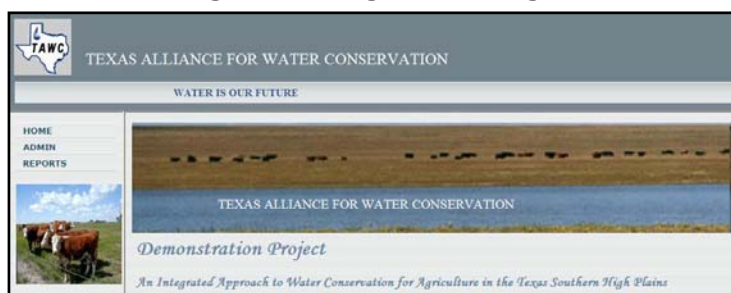 TAWC
TEXAS ALLIANCE FOR WATER CONSERVATION
WATER IS OUR FUTURE
HOME
ADMIN
REPORTS
TEXAS ALLIANCE FOR WATER CONSERVATION
Demonstration Project
An Integrated Approach to Water Conservation for Agriculture in the Texas Southern High Plains